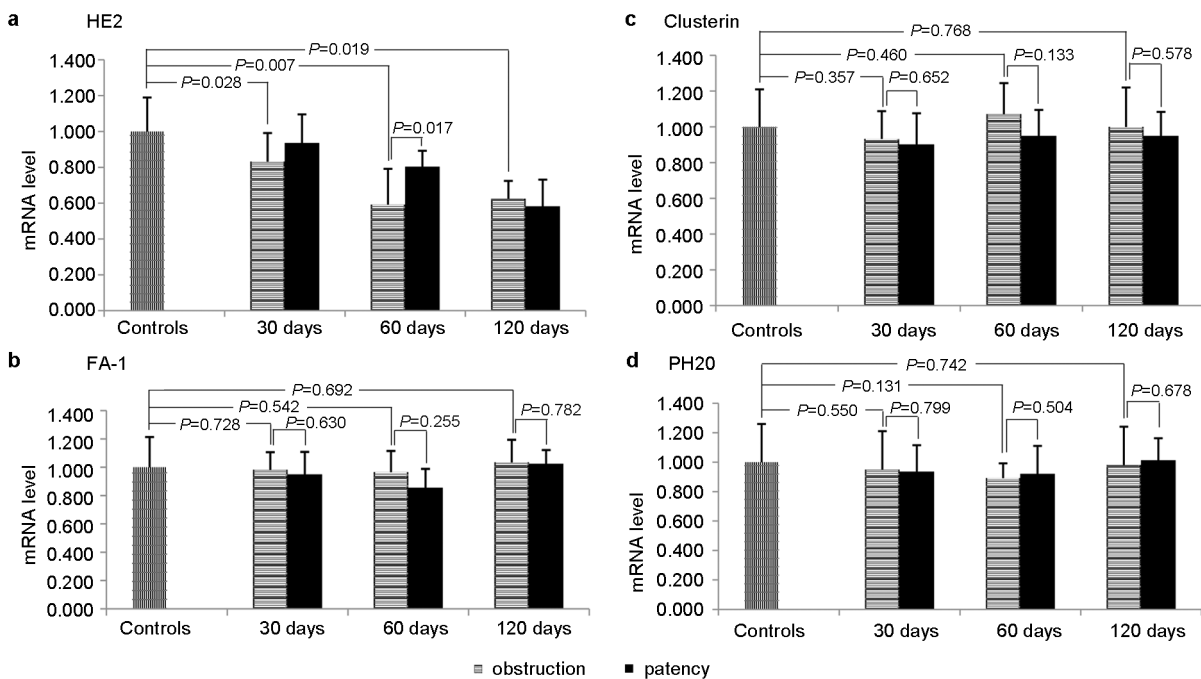 a HE2
P=0.019
P=0.007
P=0.028
P=0.017
1.400
1.200
1.000
0.800
0.600
0.400
0.200
0.000
mRNA level
Controls 30 days 60 days 120 days
b FA-1
P=0.692
P=0.542
P=0.728 P=0.630 P=0.255 P=0.782
1.400
1.200
1.000
0.800
0.600
0.400
0.200
0.000
mRNA level
Controls 30 days 60 days 120 days
c Clusterin
P=0.768
P=0.460 P=0.133 P=0.578
P=0.357 P=0.652
1.400
1.200
1.000
0.800
0.600
0.400
0.200
0.000
mRNA level
Controls 30 days 60 days 120 days
d PH20
P=0.742
P=0.131 P=0.678
P=0.550 P=0.799 P=0.504
1.400
1.200
1.000
0.800
0.600
0.400
0.200
0.000
mRNA level
Controls 30 days 60 days 120 days
obstruction patency